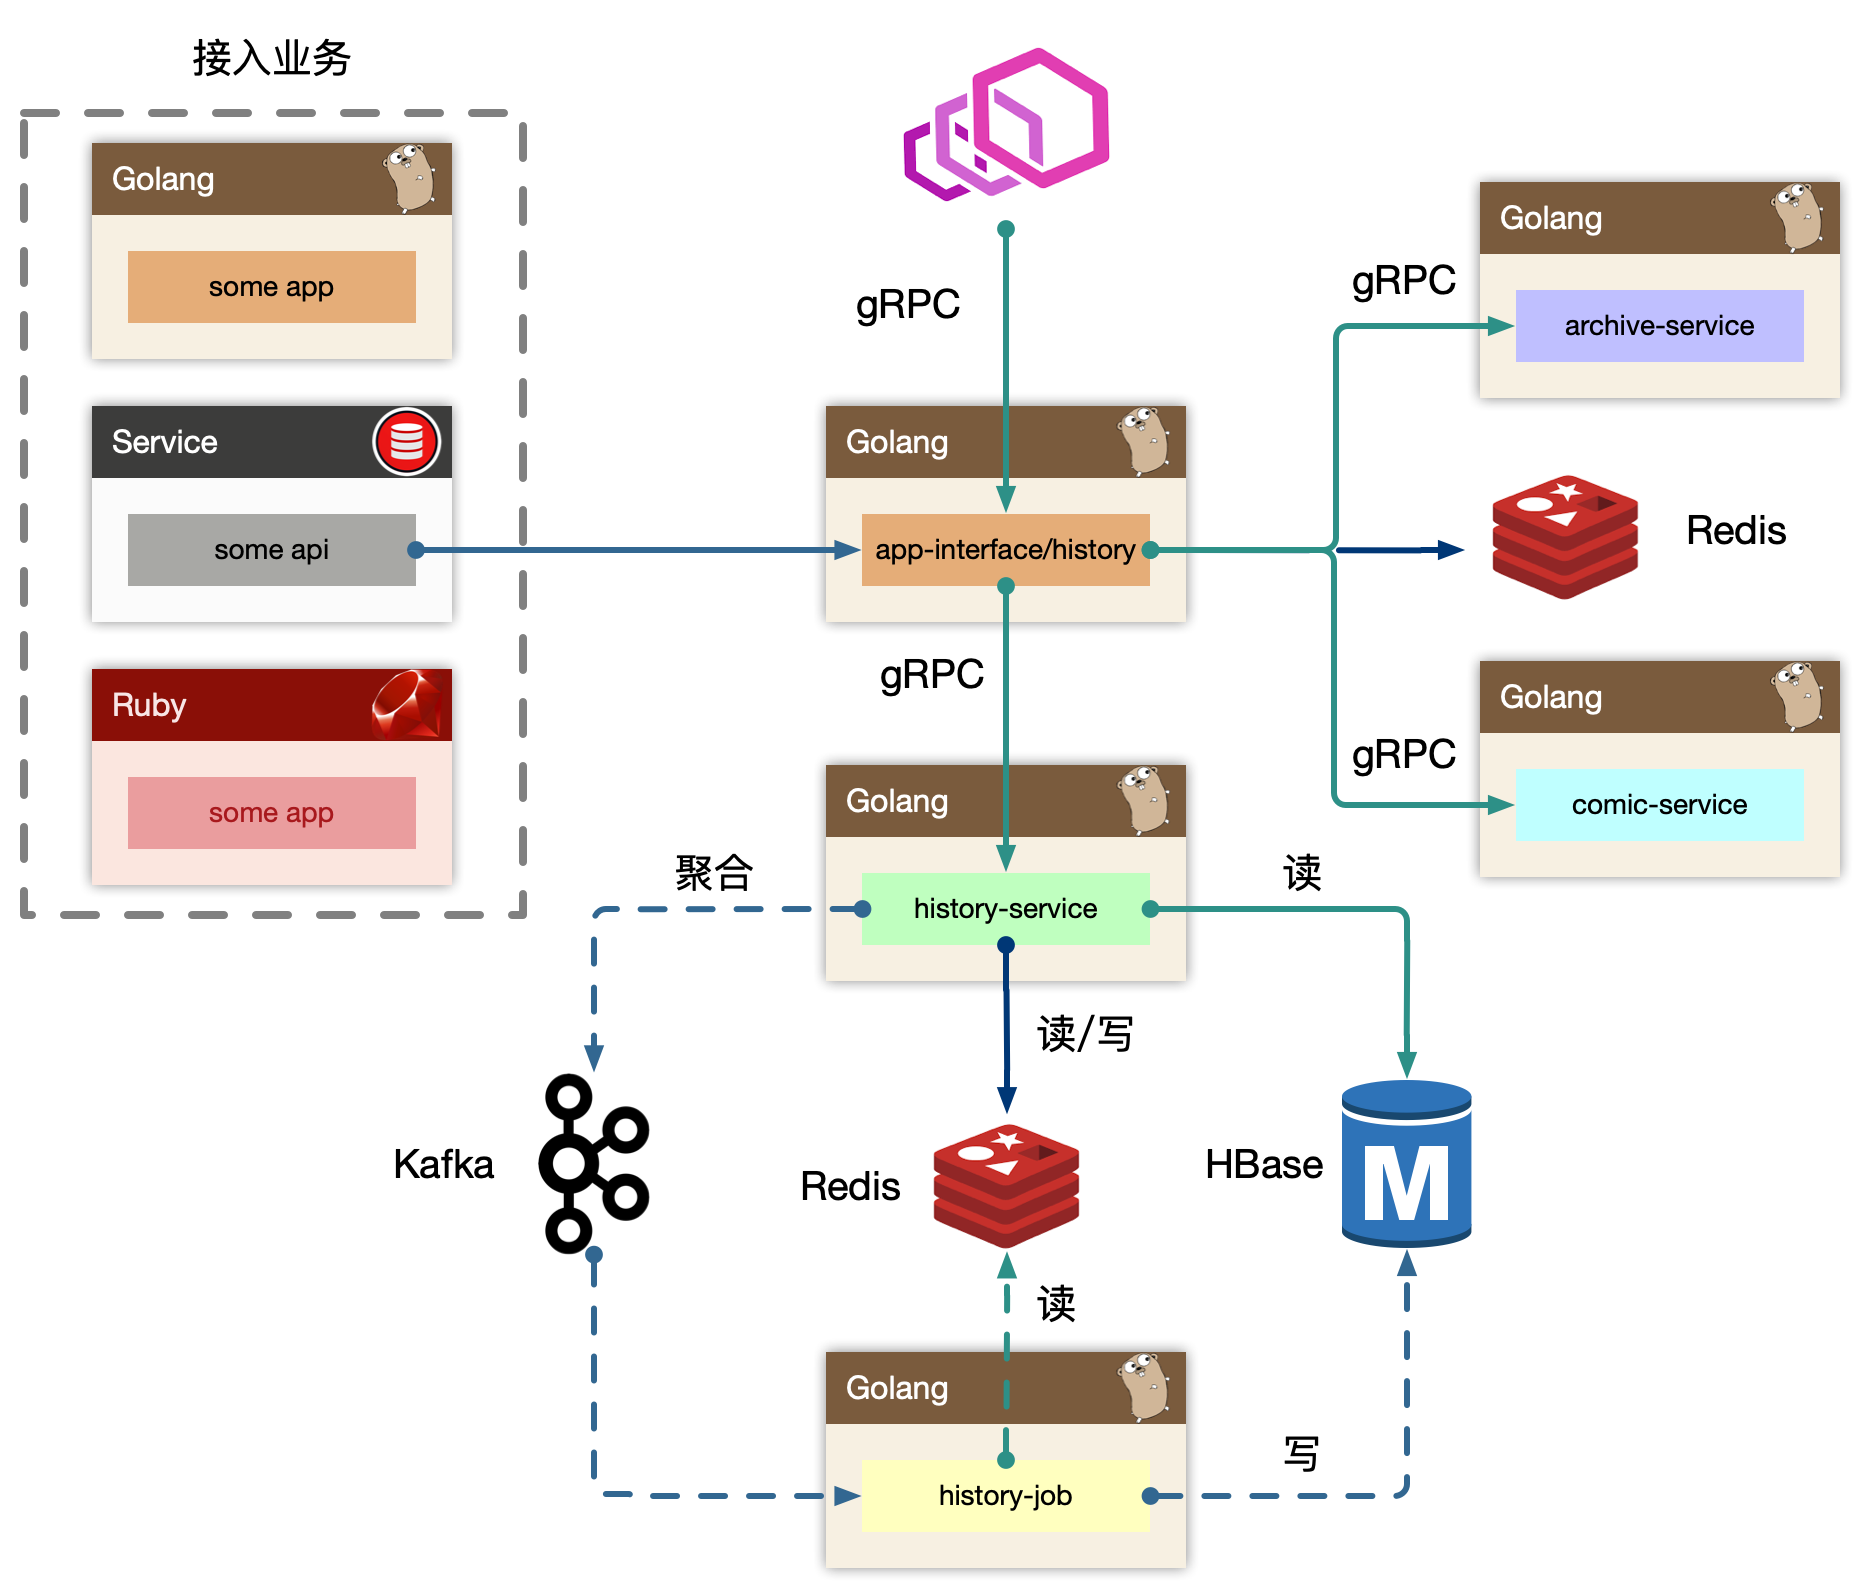 接入业务
Golang
some app
Service
some api
Ruby
some app
gRPC
Golang
app-interface/history
gRPC
Golang
archive-service
Redis
gRPC
Golang
comic-service
gRPC
Golang
history-service
聚合
读
读/写
Kafka
Redis
HBase
M
读
Golang
history-job
写